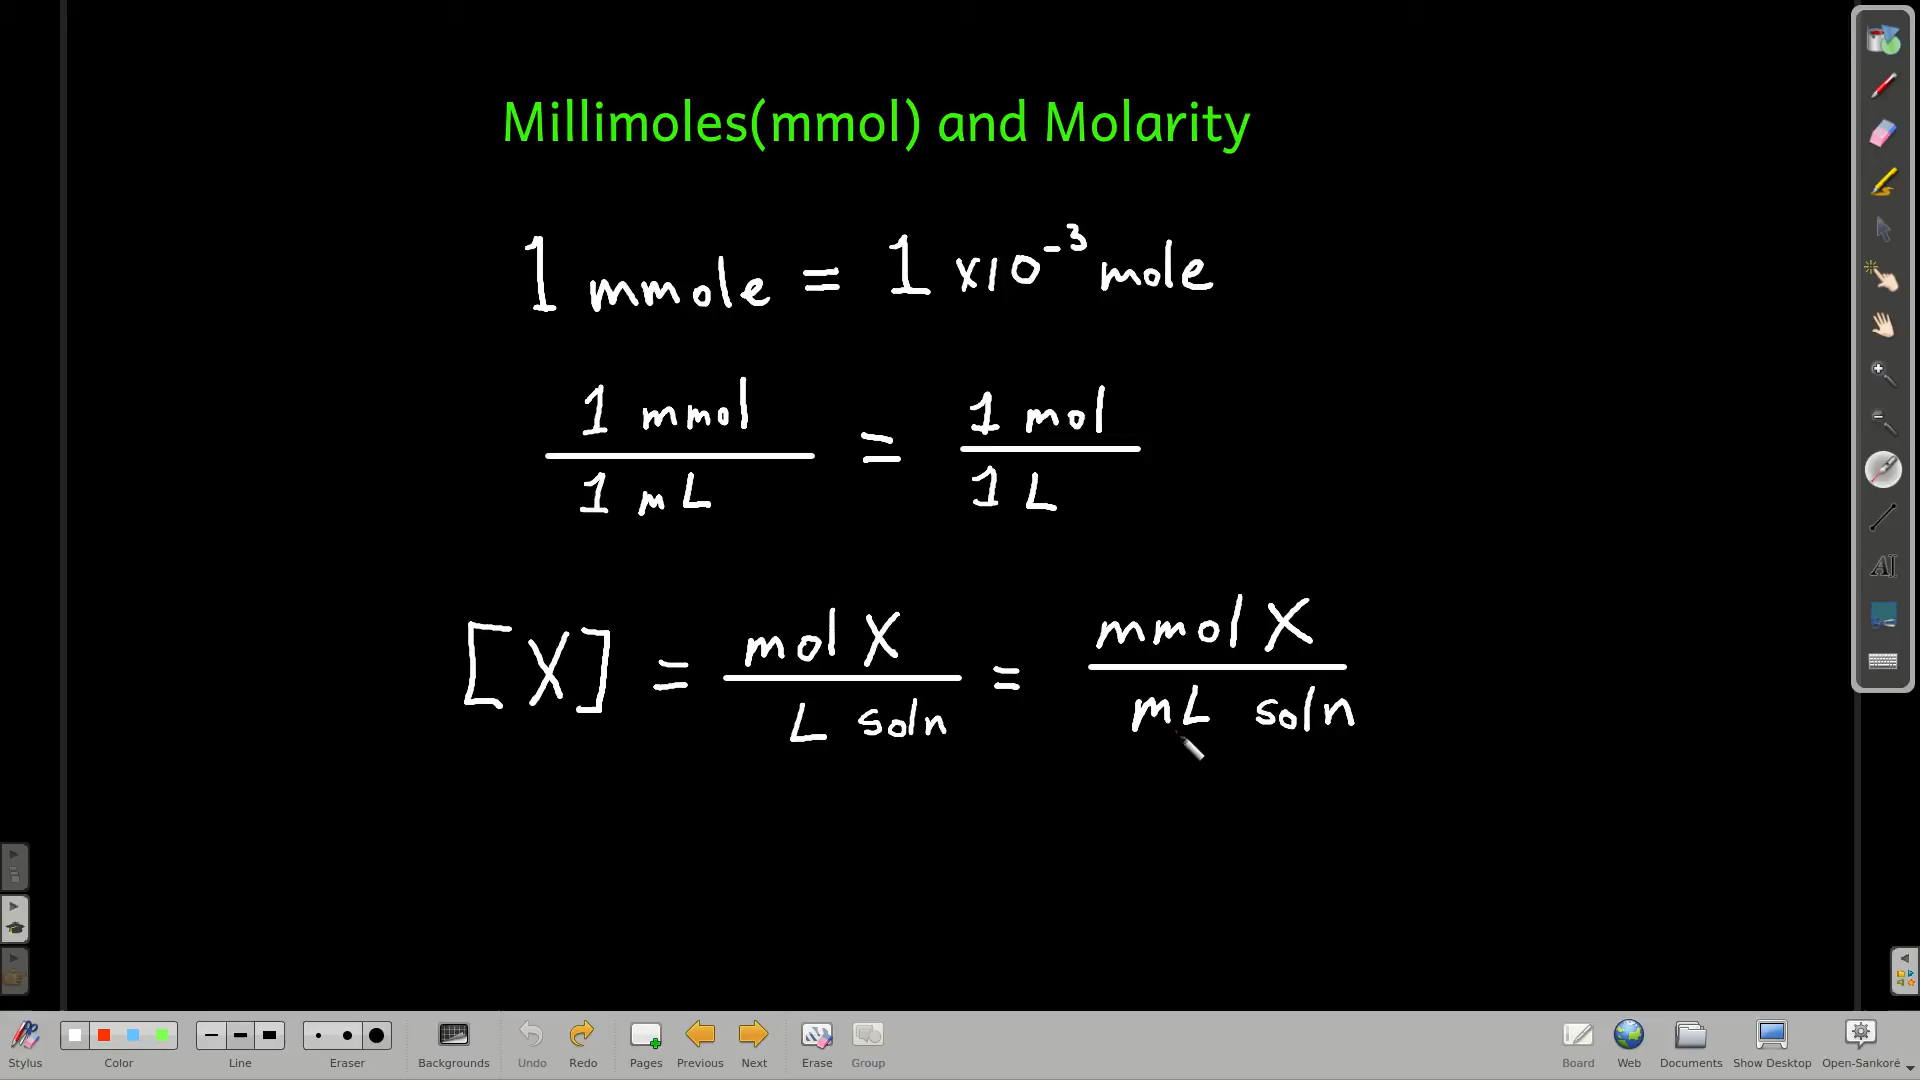 Millimoles(mmol) and Molarity
1 mmole = 1 x10⁻³ mole
1 mmol / 1 mL = 1 mol / 1 L
[X] = mol X / L soln = mmol X / mL soln
Stylus Color Line Eraser Backgrounds Undo Redo Pages Previous Next Erase Group Board Web Documents Show Desktop Open-Sankoré